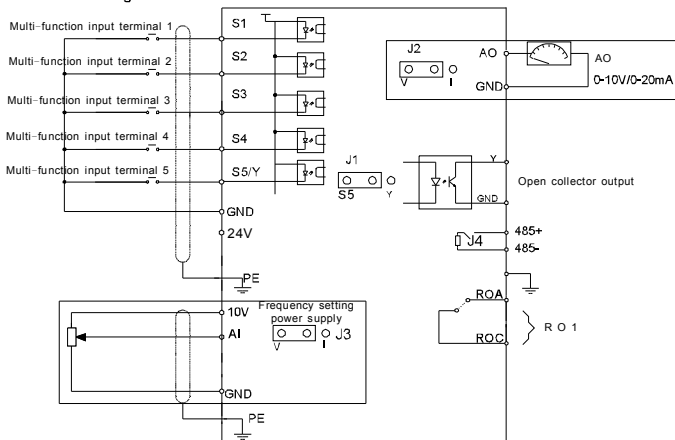 Multi-function input terminal 1
S1
Multi-function input terminal 2
S2
Multi-function input terminal 3
S3
Multi-function input terminal 4
S4
Multi-function input terminal 5
S5/Y
GND
24V
PE
J2
V
I
AO
GND
AO
0-10V/0-20mA
J1
S5
Y
Y
GND
Open collector output
J4
485+
485-
ROA
ROC
RO1
10V
Frequency setting
power supply
AI
V
I
J3
GND
PE